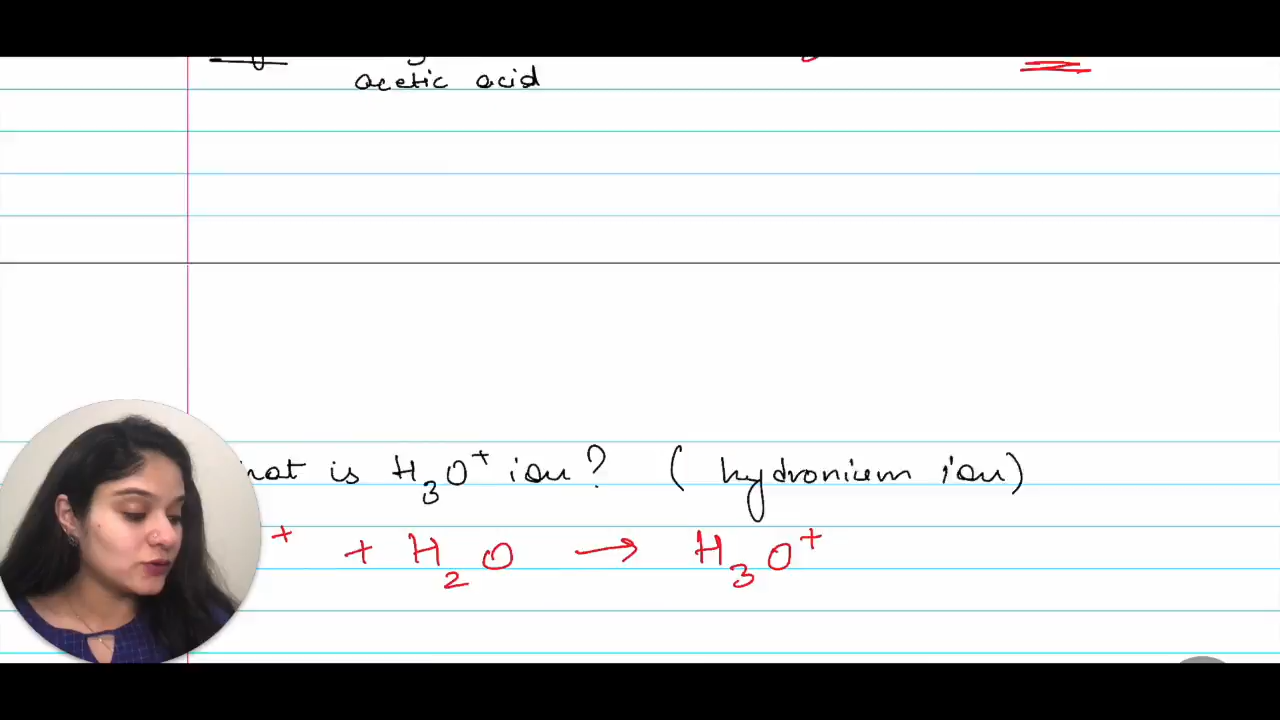 acetic acid
hat is H₃O⁺ ion? (hydronium ion)
⁺ + H₂O → H₃O⁺